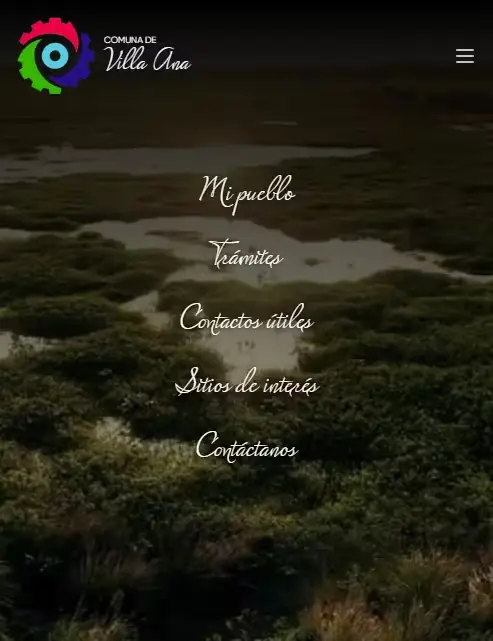 COMUNA DE
Villa Ana
Mi pueblo
Trámites
Contactos útiles
Sitios de interés
Contáctanos